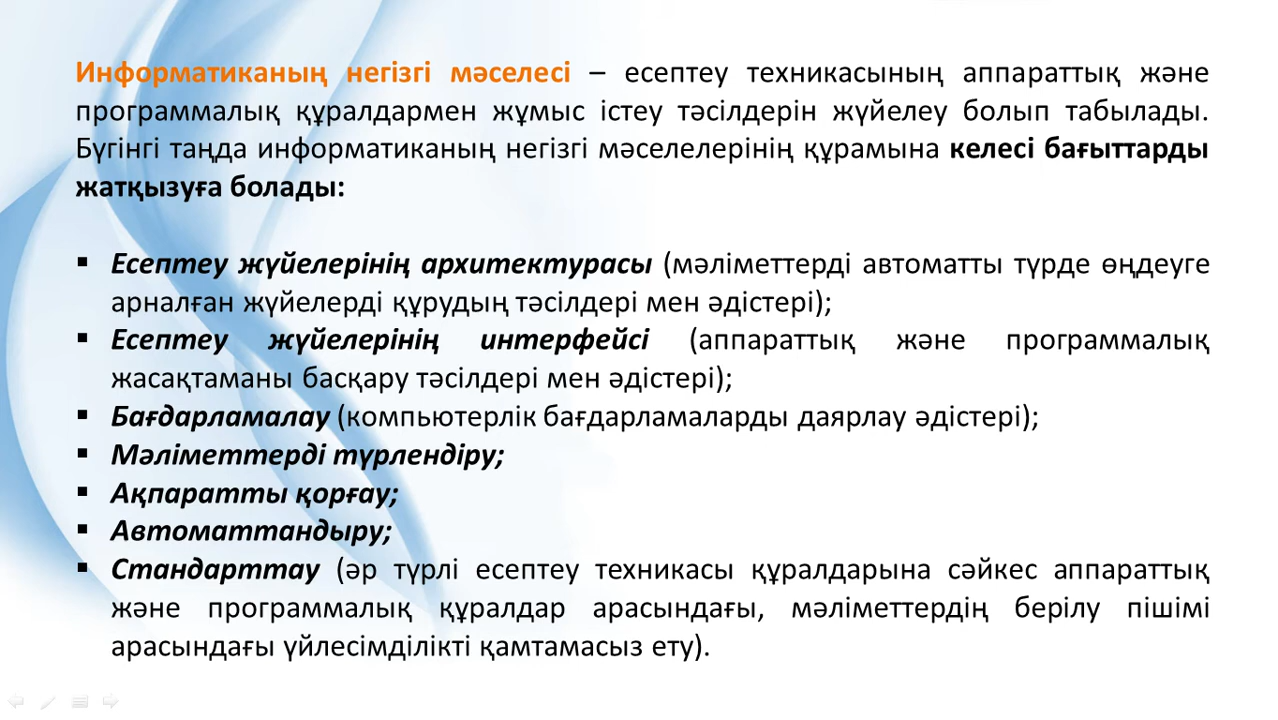 Информатиканың негізгі мәселесі – есептеу техникасының аппараттық және
программалық құралдармен жұмыс істеу тәсілдерін жүйелеу болып табылады.
Бүгінгі таңда информатиканың негізгі мәселелерінің құрамына келесі бағыттарды
жатқызуға болады:
▪ Есептеу жүйелерінің архитектурасы (мәліметтерді автоматты түрде өңдеуге
арналған жүйелерді құрудың тәсілдері мен әдістері);
▪ Есептеу жүйелерінің интерфейсі (аппараттық және программалық
жасақтаманы басқару тәсілдері мен әдістері);
▪ Бағдарламалау (компьютерлік бағдарламаларды даярлау әдістері);
▪ Мәліметтерді түрлендіру;
▪ Ақпаратты қорғау;
▪ Автоматтандыру;
▪ Стандарттау (әр түрлі есептеу техникасы құралдарына сәйкес аппараттық
және программалық құралдар арасындағы, мәліметтердің берілу пішімі
арасындағы үйлесімділікті қамтамасыз ету).